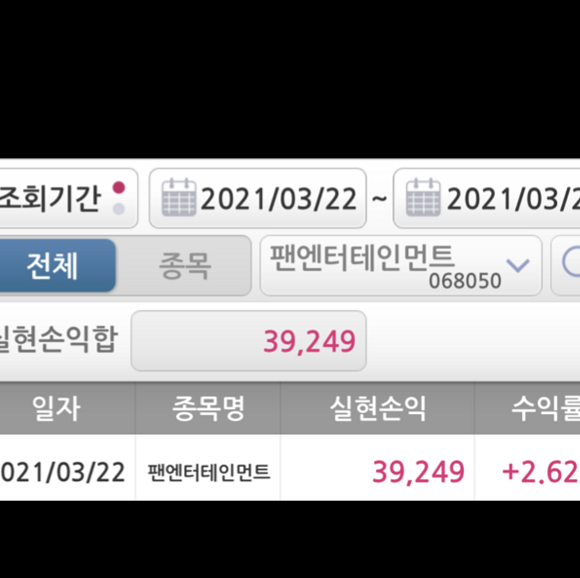 조회기간 2021/03/22 ~ 2021/03/2
전체 종목 팬엔터테인먼트 068050
실현손익합 39,249
일자 종목명 실현손익 수익률
021/03/22 팬엔터테인먼트 39,249 +2.62